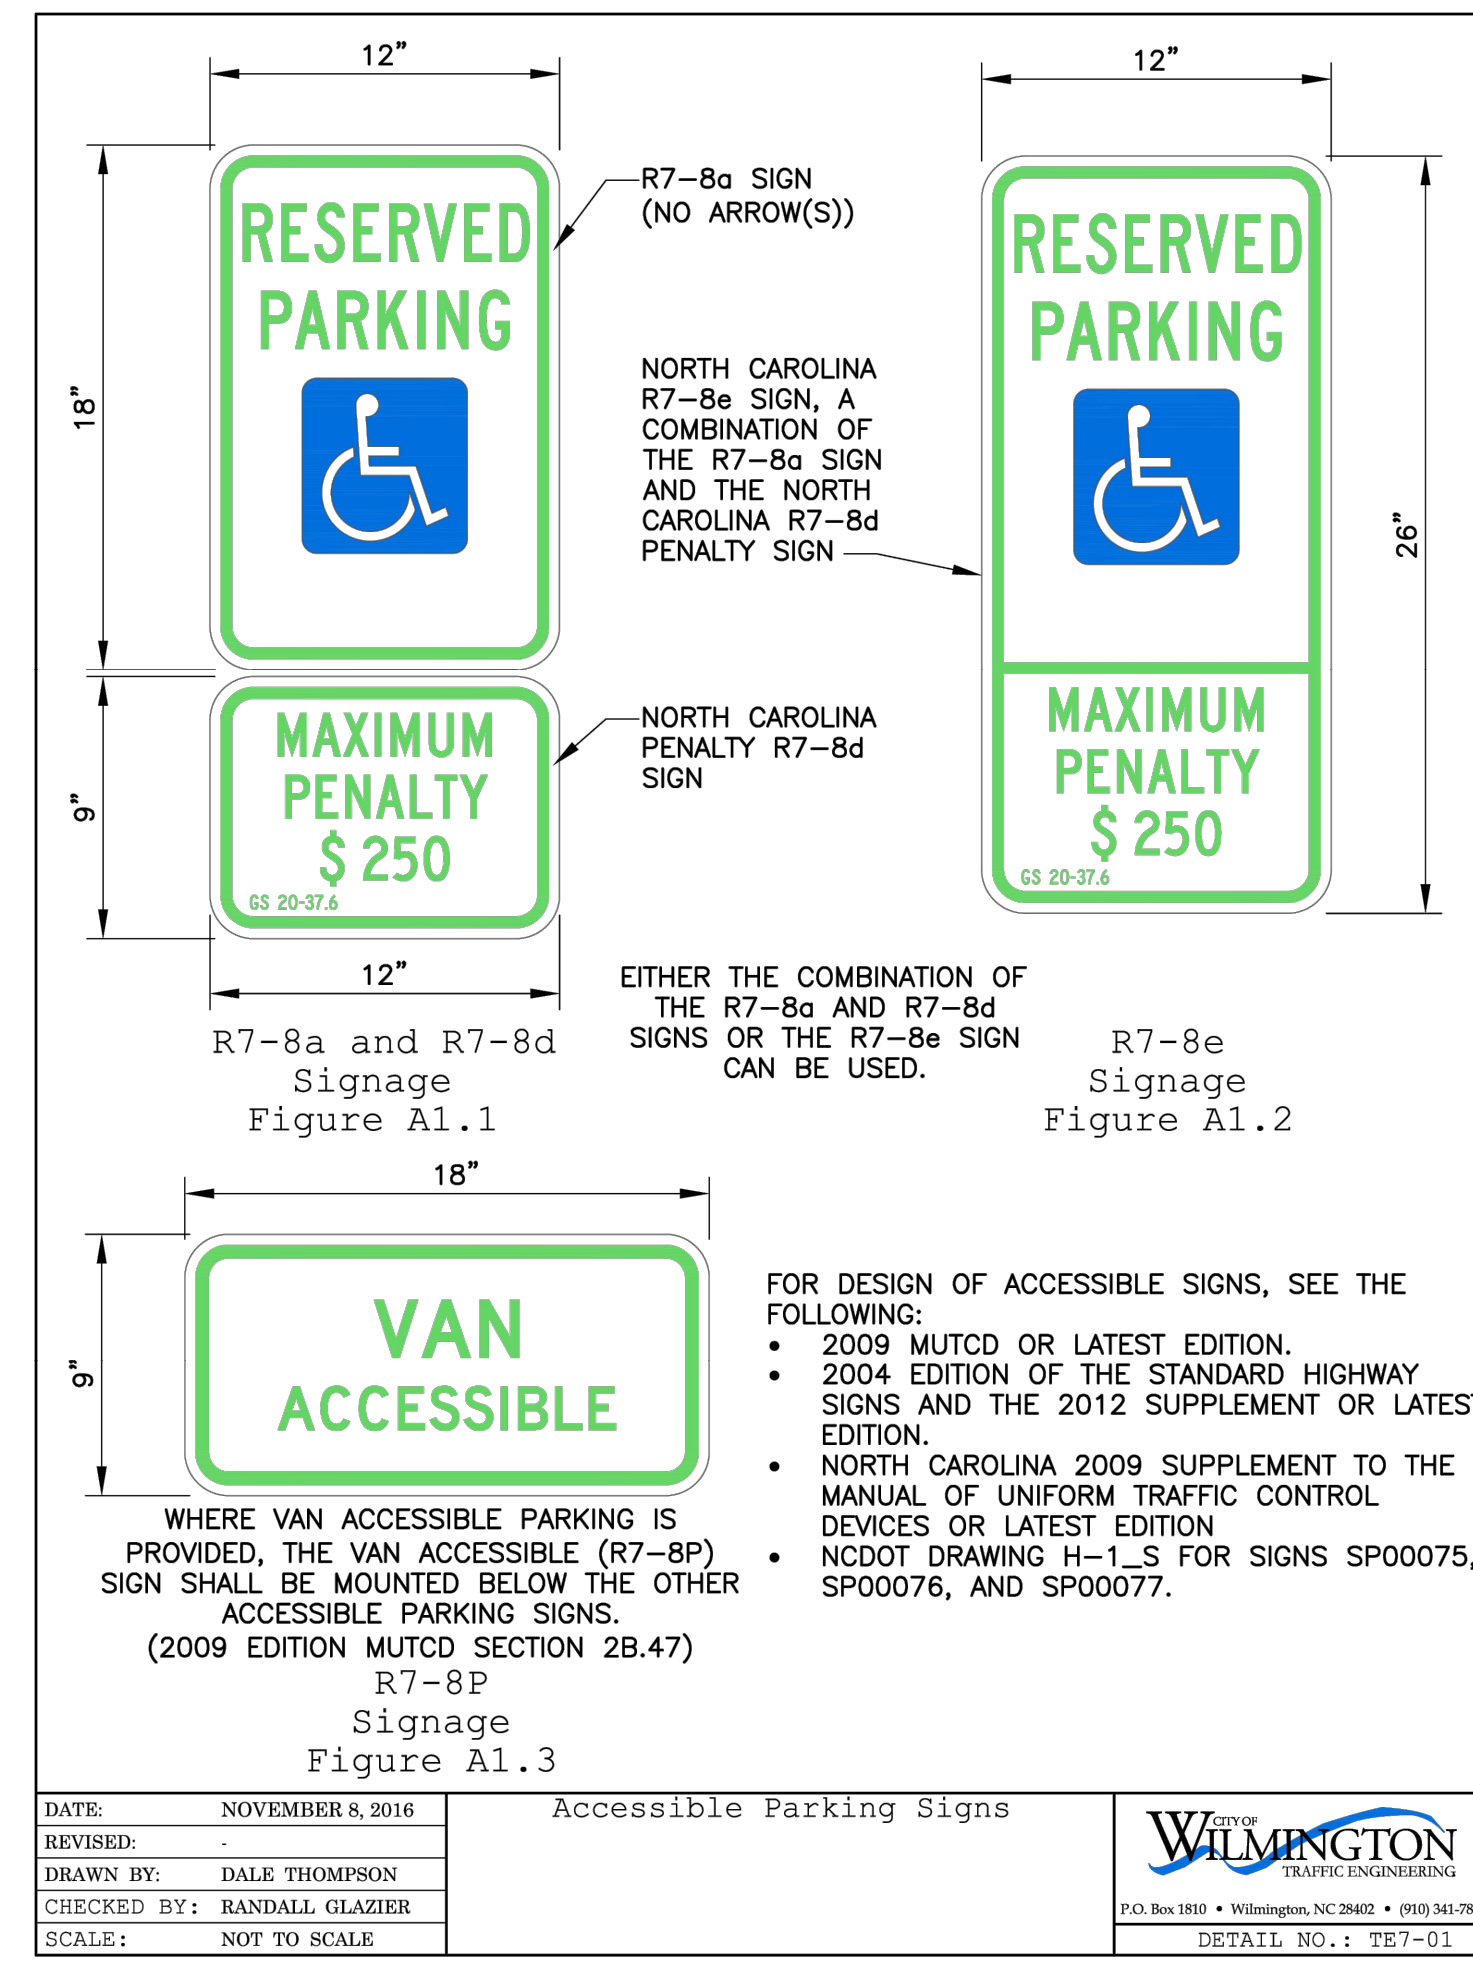 12"
18"
RESERVED
PARKING
R7-8a SIGN
(NO ARROW(S))
9"
MAXIMUM
PENALTY
$ 250
GS 20-37.6
NORTH CAROLINA
PENALTY R7-8d
SIGN
12"
R7-8a and R7-8d
Signage
Figure A1.1
NORTH CAROLINA
R7-8e SIGN, A
COMBINATION OF
THE R7-8a SIGN
AND THE NORTH
CAROLINA R7-8d
PENALTY SIGN
12"
26"
RESERVED
PARKING
MAXIMUM
PENALTY
$ 250
GS 20-37.6
EITHER THE COMBINATION OF
THE R7-8a AND R7-8d
SIGNS OR THE R7-8e SIGN
CAN BE USED.
R7-8e
Signage
Figure A1.2
18"
9"
VAN
ACCESSIBLE
WHERE VAN ACCESSIBLE PARKING IS
PROVIDED, THE VAN ACCESSIBLE (R7-8P)
SIGN SHALL BE MOUNTED BELOW THE OTHER
ACCESSIBLE PARKING SIGNS.
(2009 EDITION MUTCD SECTION 2B.47)
R7-8P
Signage
Figure A1.3
FOR DESIGN OF ACCESSIBLE SIGNS, SEE THE
FOLLOWING:
• 2009 MUTCD OR LATEST EDITION.
• 2004 EDITION OF THE STANDARD HIGHWAY
SIGNS AND THE 2012 SUPPLEMENT OR LATEST
EDITION.
• NORTH CAROLINA 2009 SUPPLEMENT TO THE
MANUAL OF UNIFORM TRAFFIC CONTROL
DEVICES OR LATEST EDITION
• NCDOT DRAWING H-1_S FOR SIGNS SP00075,
SP00076, AND SP00077.
DATE: NOVEMBER 8, 2016
REVISED: -
DRAWN BY: DALE THOMPSON
CHECKED BY: RANDALL GLAZIER
SCALE: NOT TO SCALE
Accessible Parking Signs
CITY OF
WILMINGTON
TRAFFIC ENGINEERING
P.O. Box 1810 • Wilmington, NC 28402 • (910) 341-78
DETAIL NO.: TE7-01